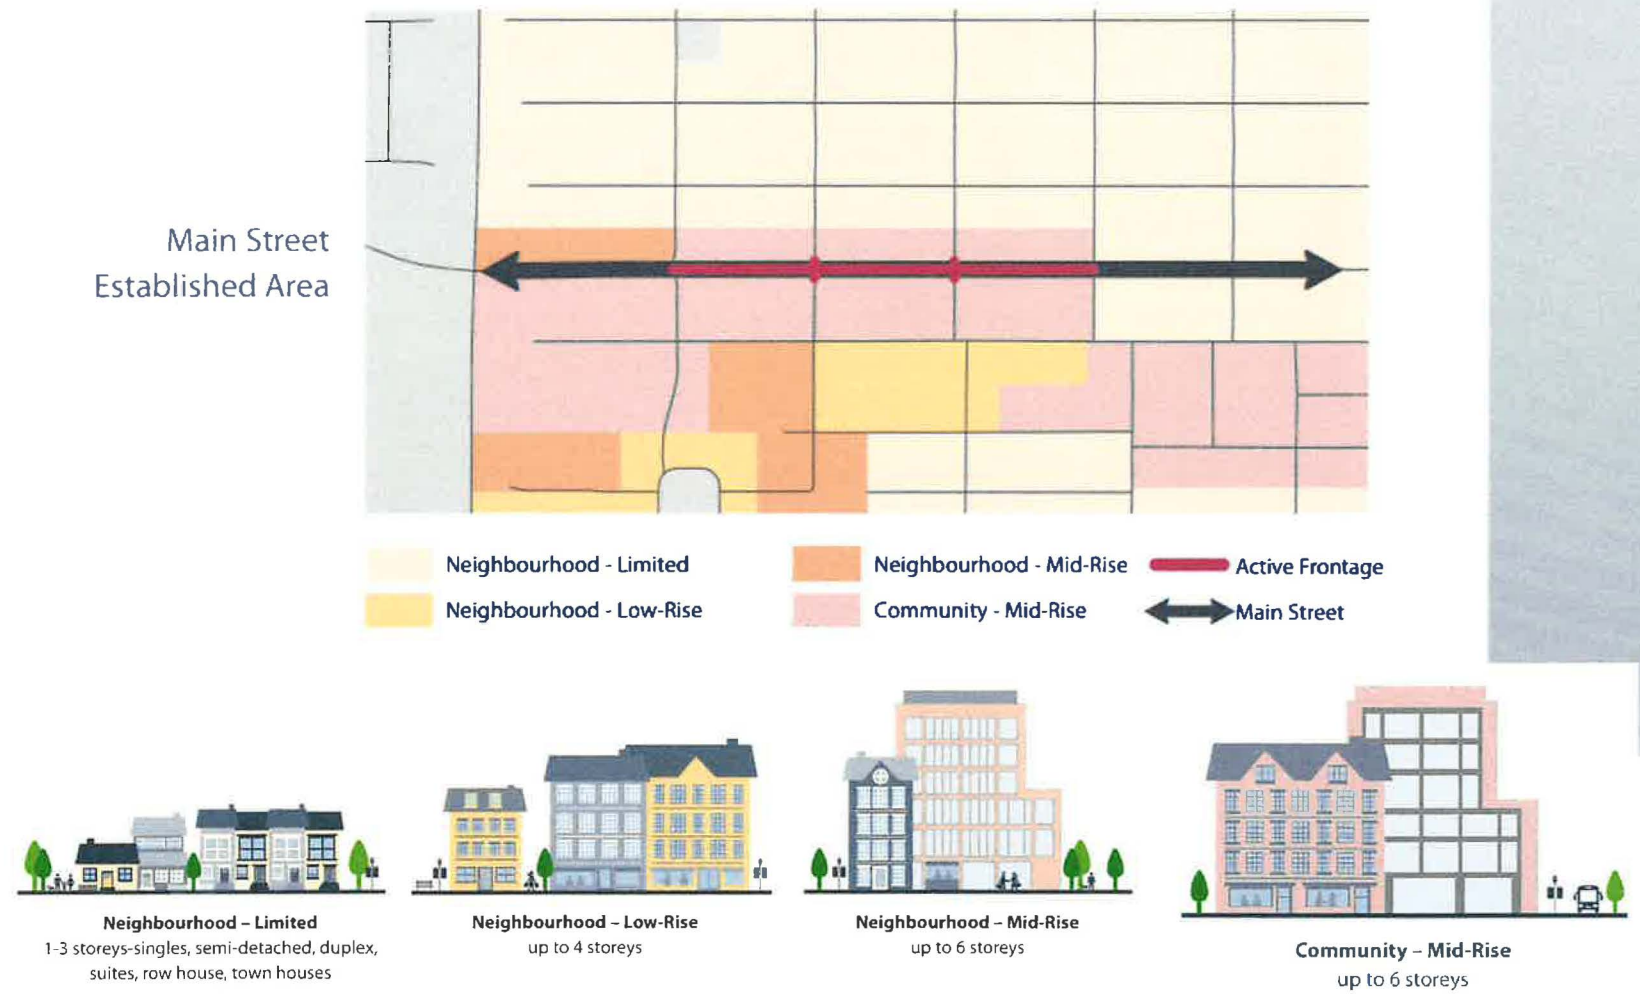 Main Street
Established Area
Neighbourhood - Limited
Neighbourhood - Mid-Rise
Active Frontage
Neighbourhood - Low-Rise
Community - Mid-Rise
Main Street
Neighbourhood – Limited
1-3 storeys-singles, semi-detached, duplex,
suites, row house, town houses
Neighbourhood – Low-Rise
up to 4 storeys
Neighbourhood – Mid-Rise
up to 6 storeys
Community – Mid-Rise
up to 6 storeys